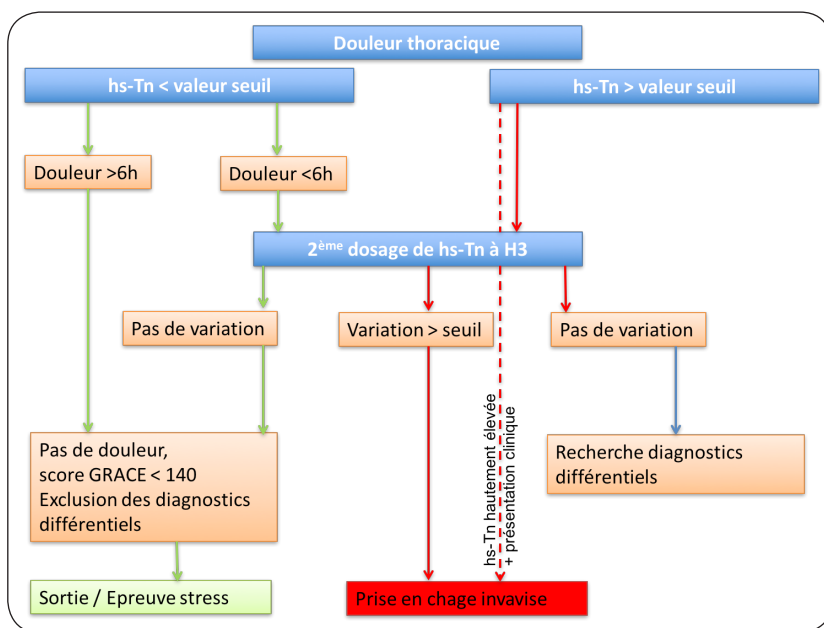 Douleur thoracique
hs-Tn < valeur seuil
hs-Tn > valeur seuil
Douleur >6h
Douleur <6h
2ème dosage de hs-Tn à H3
Pas de variation
Variation > seuil
Pas de variation
hs-Tn hautement élevée
+ présentation clinique
Pas de douleur,
score GRACE < 140
Exclusion des diagnostics
différentiels
Recherche diagnostics
différentiels
Sortie / Epreuve stress
Prise en chage invavise